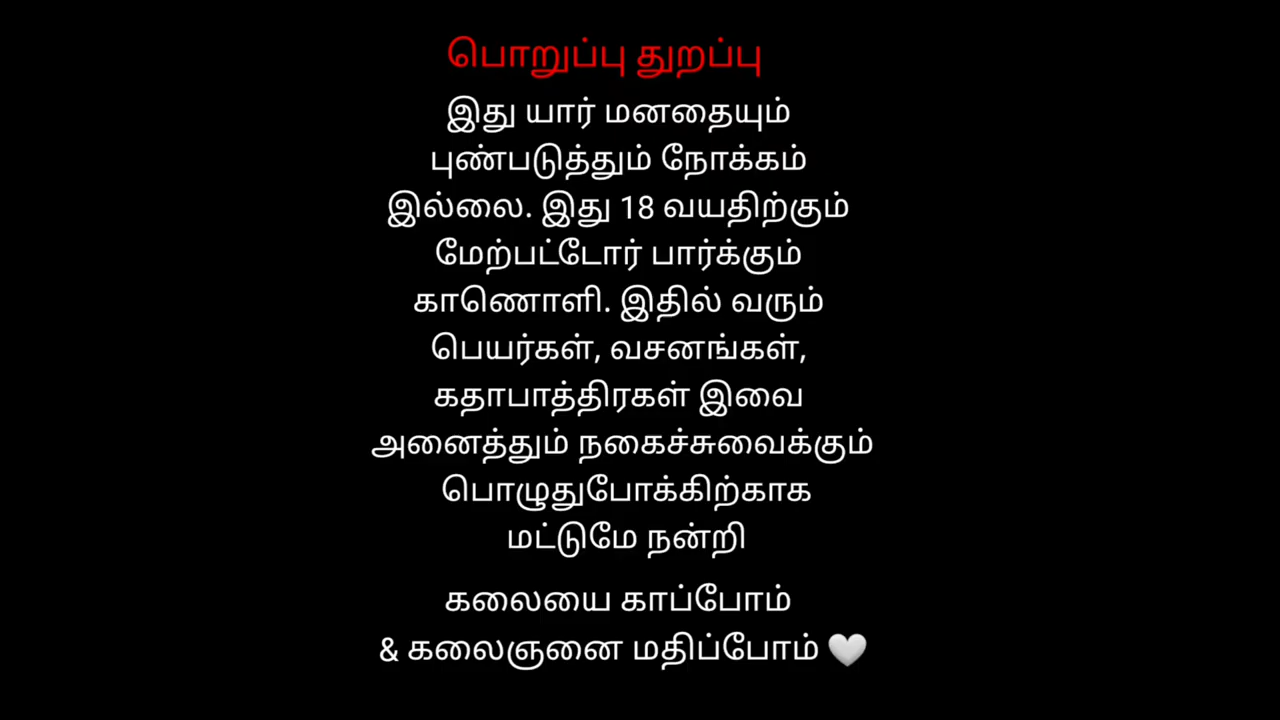 பொறுப்பு துறப்பு
இது யார் மனதையும்
புண்படுத்தும் நோக்கம்
இல்லை. இது 18 வயதிற்கும்
மேற்பட்டோர் பார்க்கும்
காணொளி. இதில் வரும்
பெயர்கள், வசனங்கள்,
கதாபாத்திரகள் இவை
அனைத்தும் நகைச்சுவைக்கும்
பொழுதுபோக்கிற்காக
மட்டுமே நன்றி
கலையை காப்போம்
& கலைஞனை மதிப்போம் 🤍